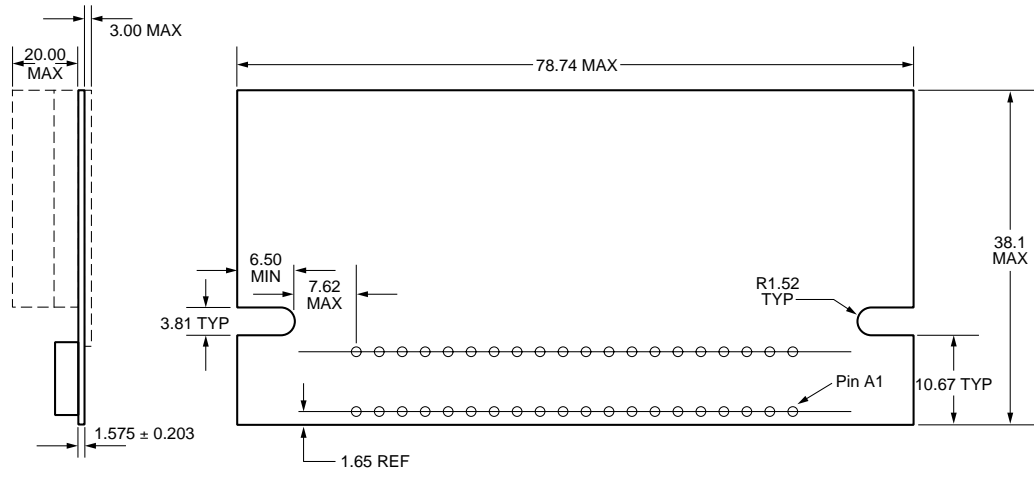 3.00 MAX
20.00
MAX
78.74 MAX
38.1
MAX
6.50
MIN
7.62
MAX
R1.52
TYP
3.81 TYP
Pin A1
10.67 TYP
1.575 ± 0.203
1.65 REF